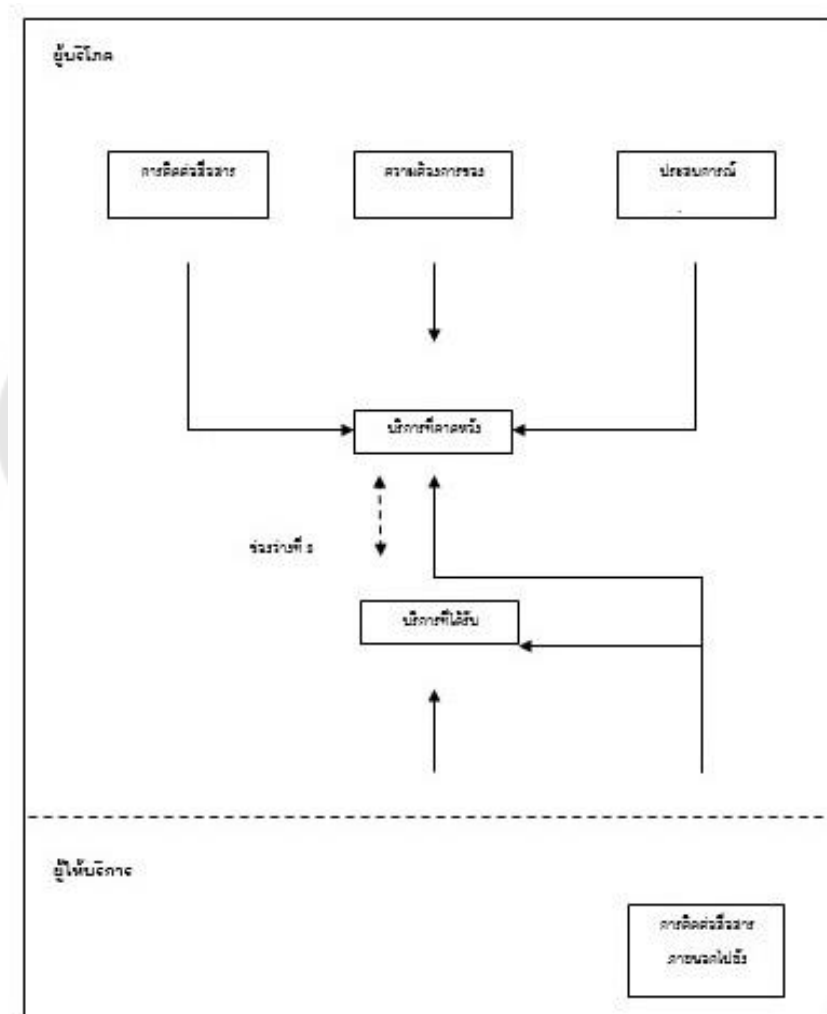 ผู้บริโภค
การติดต่อสื่อสาร
ความต้องการของ
ประสบการณ์
บริการที่คาดหวัง
ช่องว่างที่ 5
บริการที่ได้รับ
ผู้ให้บริการ
การติดต่อสื่อสาร
ภายนอกไปยัง